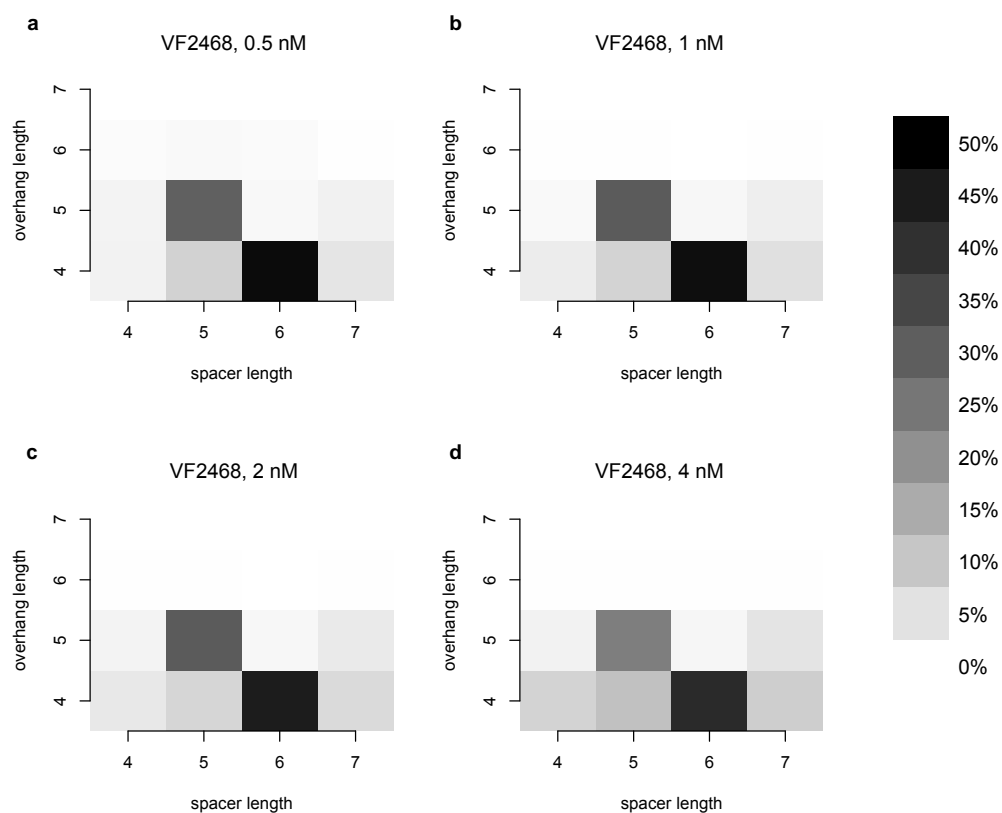 a
VF2468, 0.5 nM
overhang length
7
6
5
4
4 5 6 7
spacer length
b
VF2468, 1 nM
overhang length
7
6
5
4
4 5 6 7
spacer length
50%
45%
40%
35%
30%
25%
20%
15%
10%
5%
0%
c
VF2468, 2 nM
overhang length
7
6
5
4
4 5 6 7
spacer length
d
VF2468, 4 nM
overhang length
7
6
5
4
4 5 6 7
spacer length